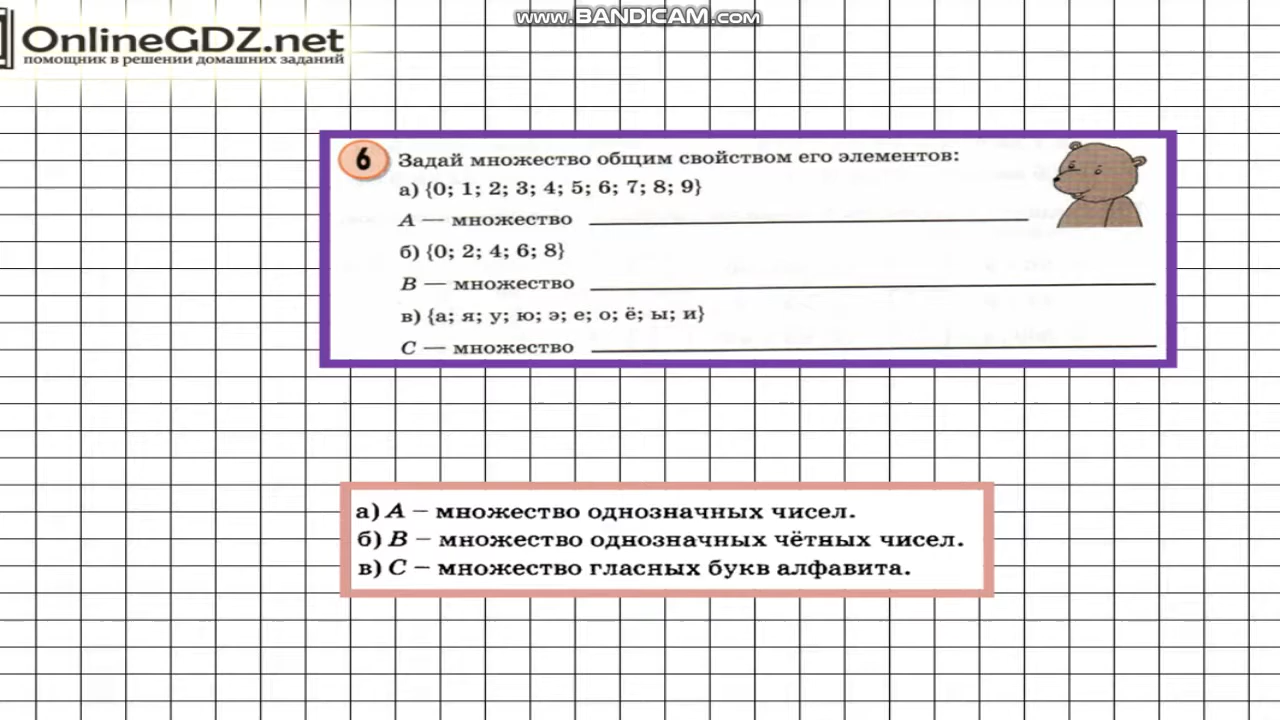 www.BANDICAM.com
OnlineGDZ.net
помощник в решении домашних заданий
6 Задай множество общим свойством его элементов:
а) {0; 1; 2; 3; 4; 5; 6; 7; 8; 9}
A — множество
б) {0; 2; 4; 6; 8}
B — множество
в) {а; я; у; ю; э; е; о; ё; ы; и}
C — множество
а) A – множество однозначных чисел.
б) B – множество однозначных чётных чисел.
в) C – множество гласных букв алфавита.